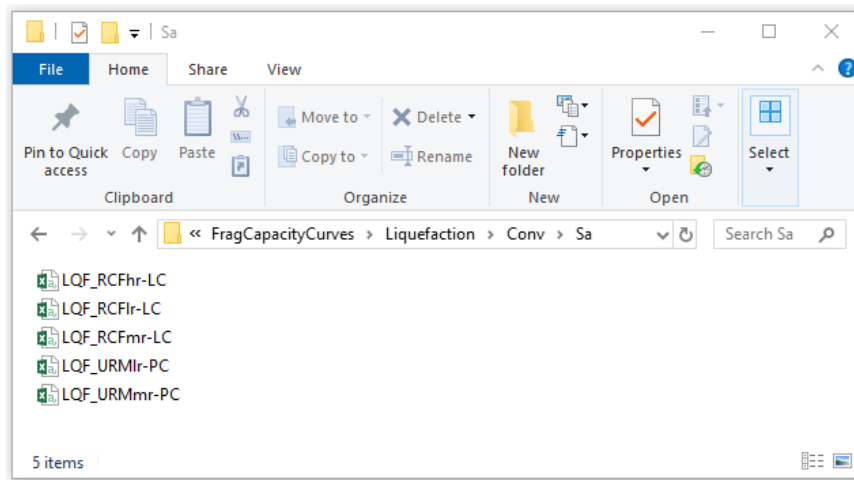 Sa
File Home Share View
Pin to Quick access
Copy
Paste
Move to
Copy to
Delete
Rename
New folder
Properties
Select
Clipboard Organize New Open
« FragCapacityCurves > Liquefaction > Conv > Sa
Search Sa
LQF_RCFhr-LC
LQF_RCFlr-LC
LQF_RCFmr-LC
LQF_URMlr-PC
LQF_URMmr-PC
5 items